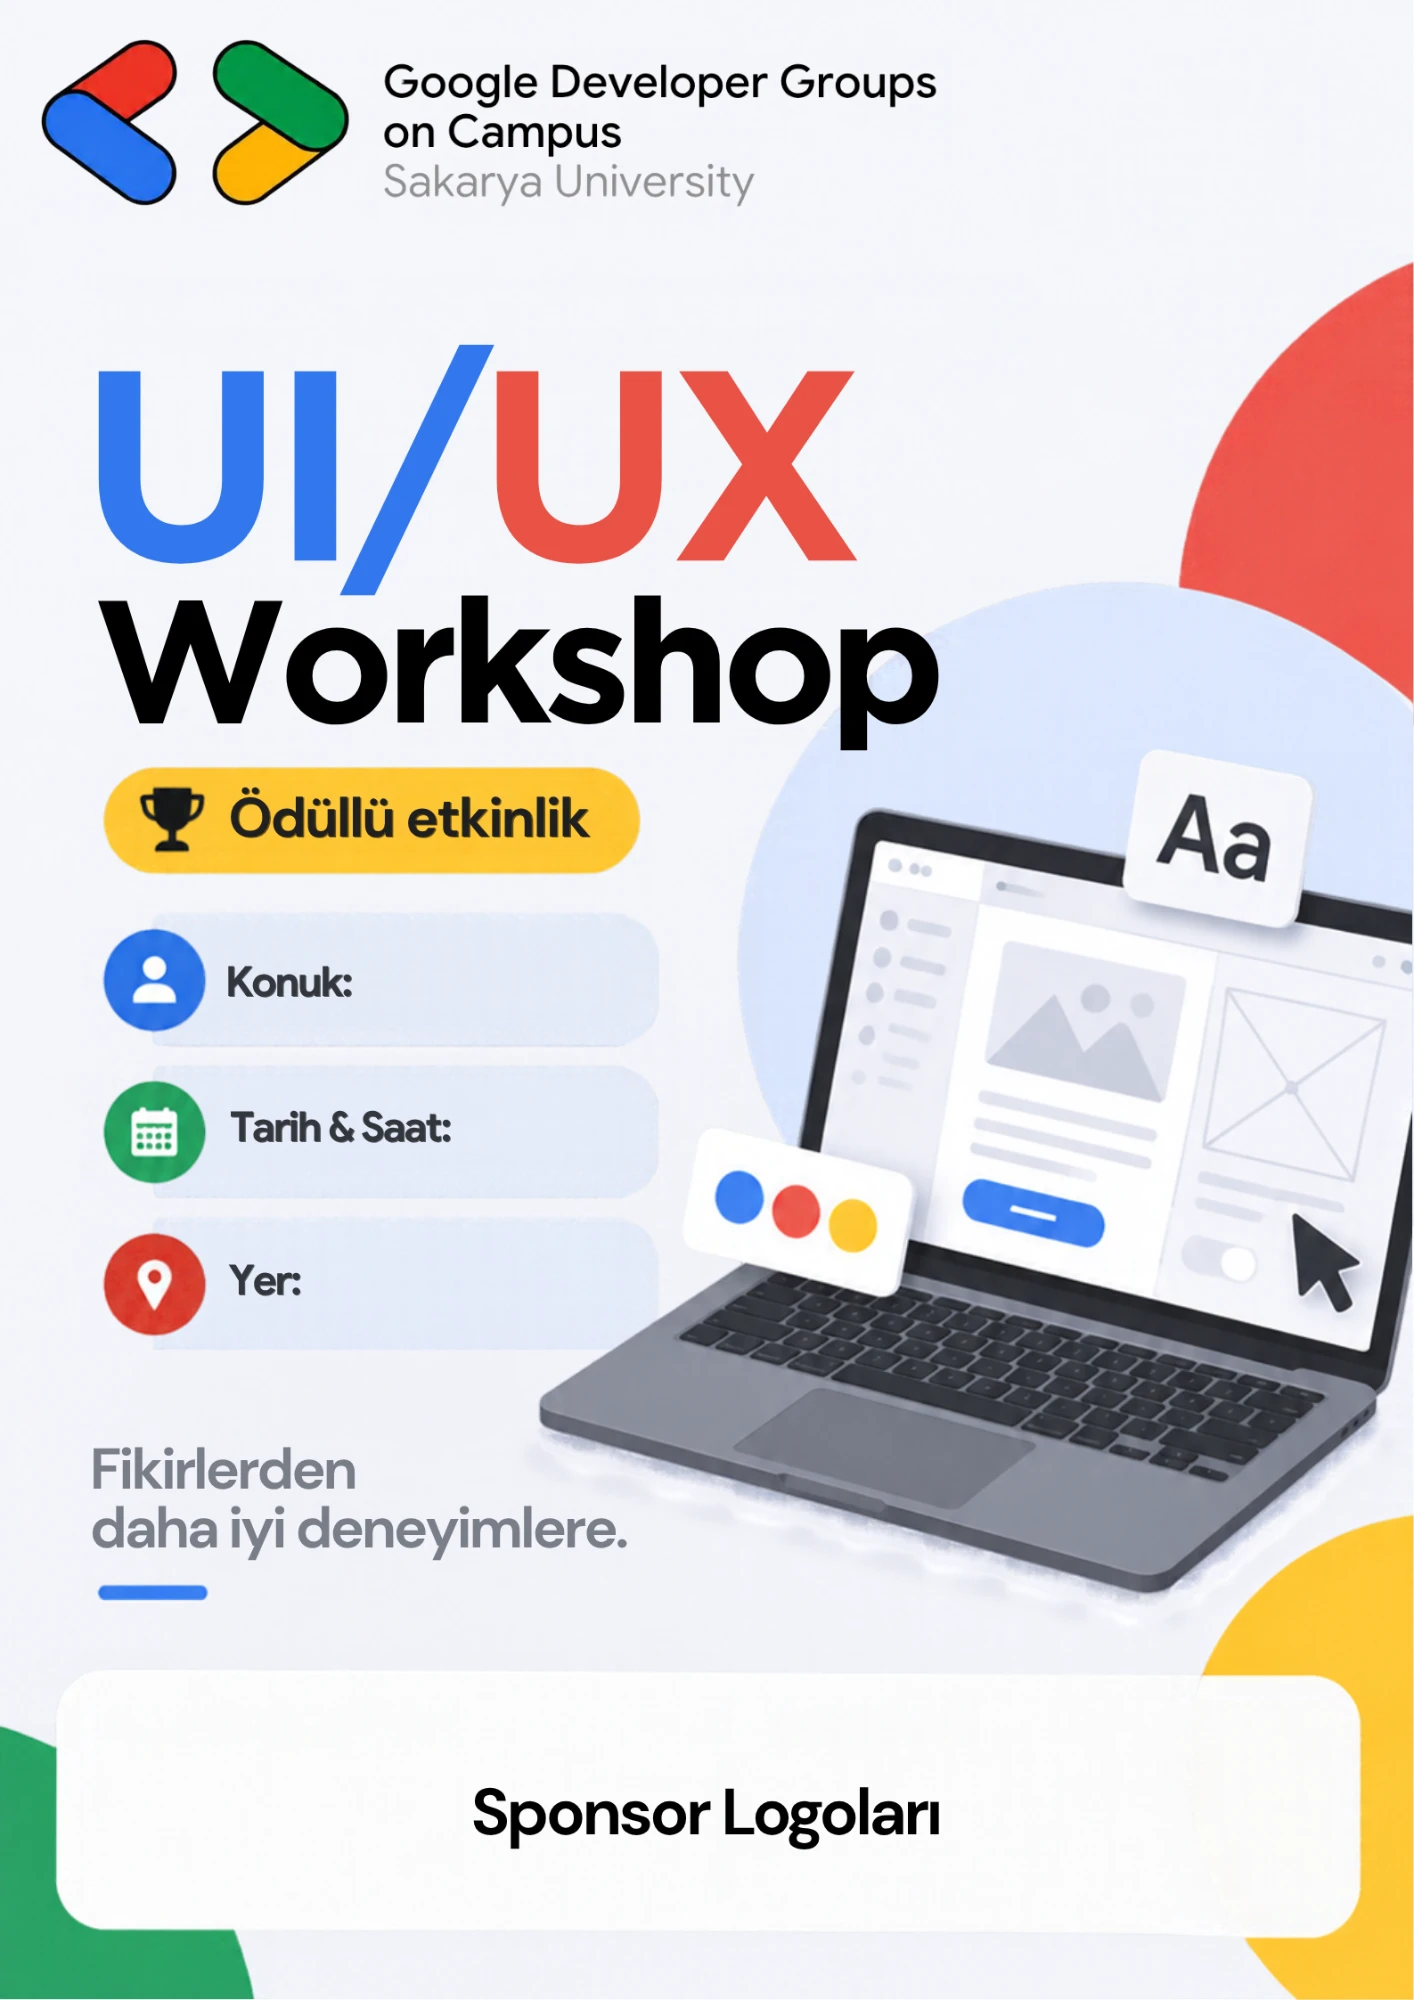 Google Developer Groups
on Campus
Sakarya University
UI/UX
Workshop
Ödüllü etkinlik
Konuk:
Tarih & Saat:
Yer:
Aa
Fikirlerden
daha iyi deneyimlere.
Sponsor Logoları